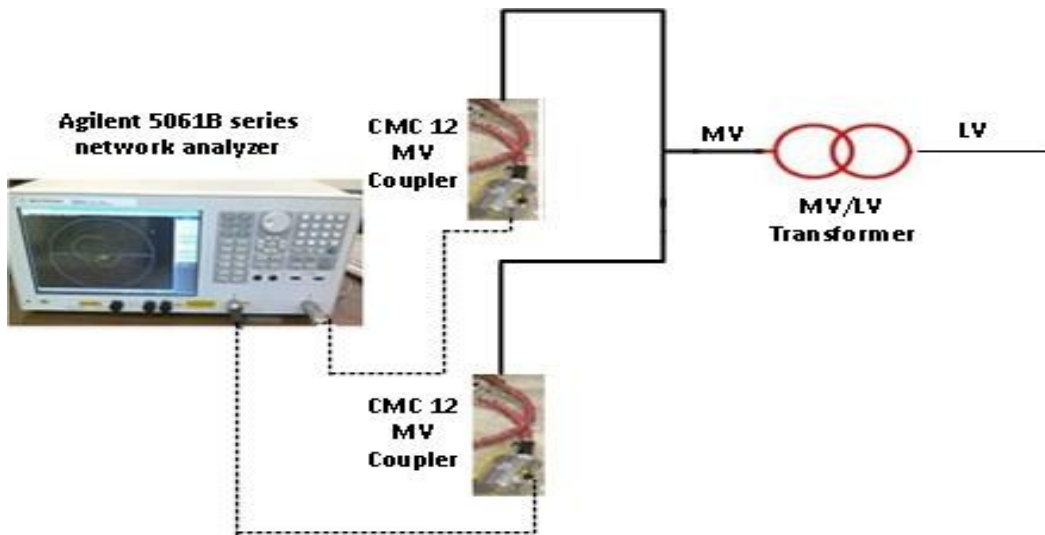 Agilent 5061B series
network analyzer
CMC 12
MV
Coupler
MV
LV
MV/LV
Transformer
CMC 12
MV
Coupler